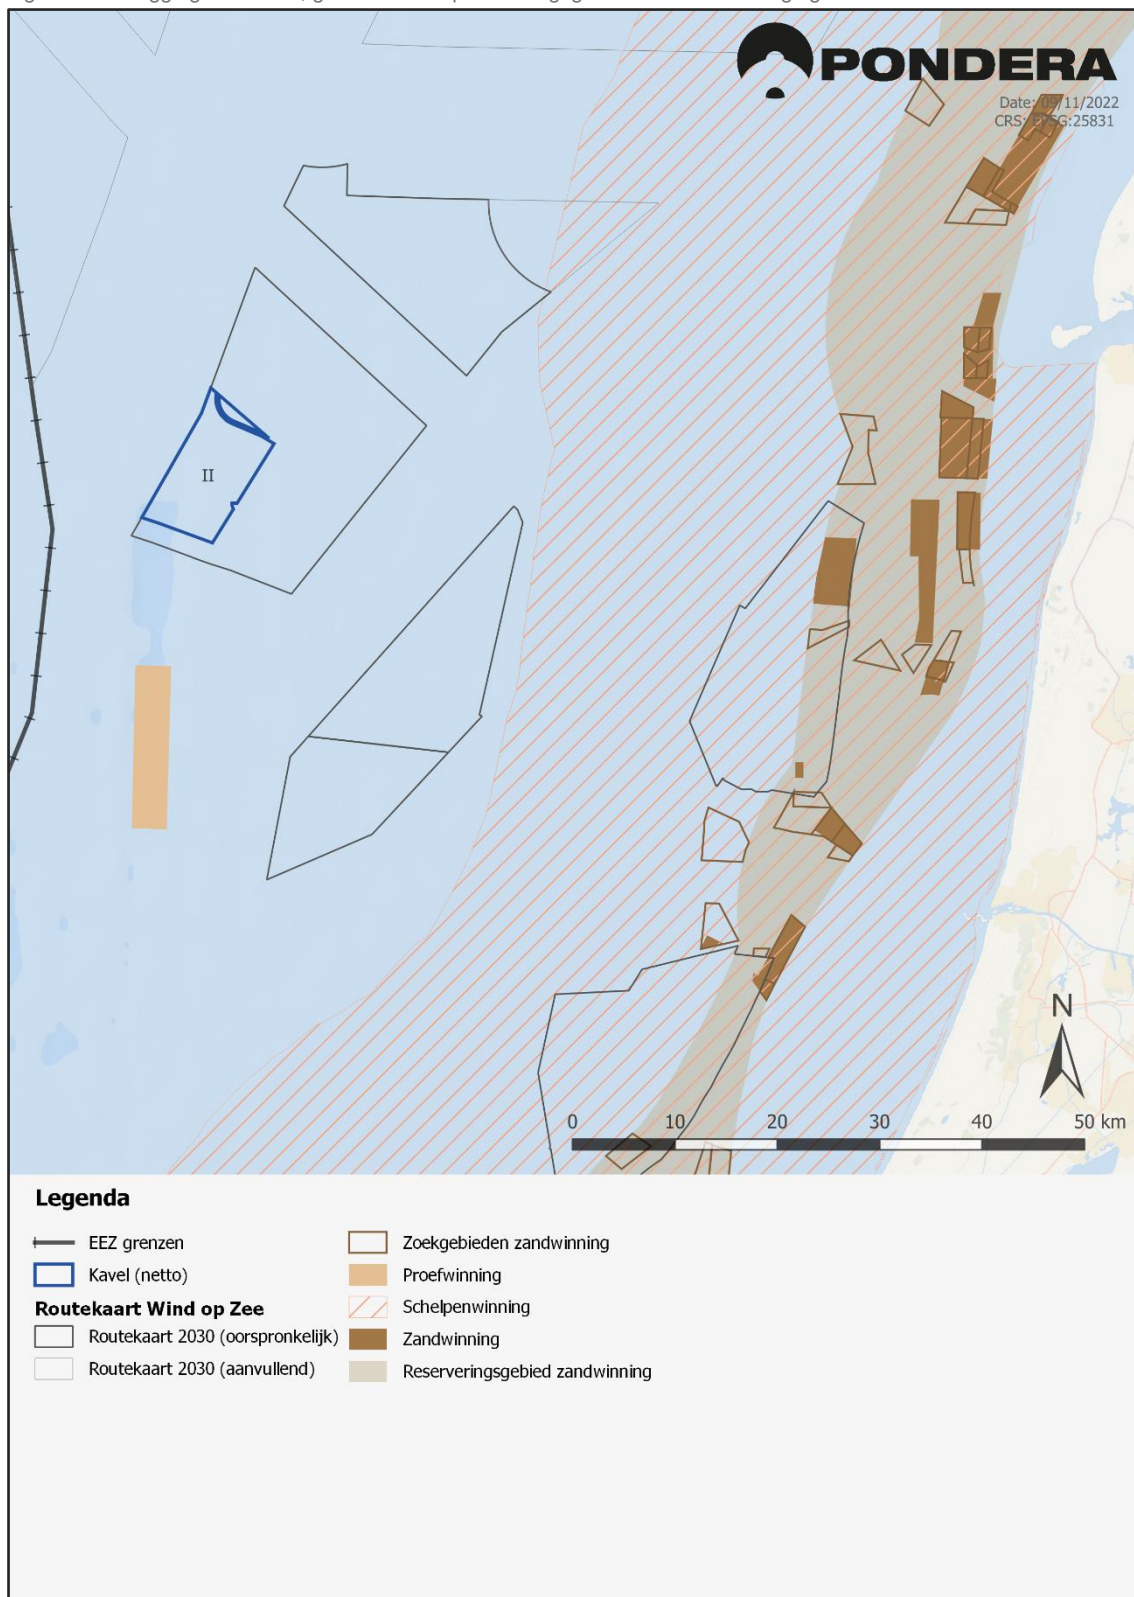 PONDERA
Date: 09/11/2022
CRS: EPSG:25831
II
N
0 10 20 30 40 50 km
Legenda
EEZ grenzen
Kavel (netto)
Routekaart Wind op Zee
Routekaart 2030 (oorspronkelijk)
Routekaart 2030 (aanvullend)
Zoekgebieden zandwinning
Proefwinning
Schelpenwinning
Zandwinning
Reserveringsgebied zandwinning